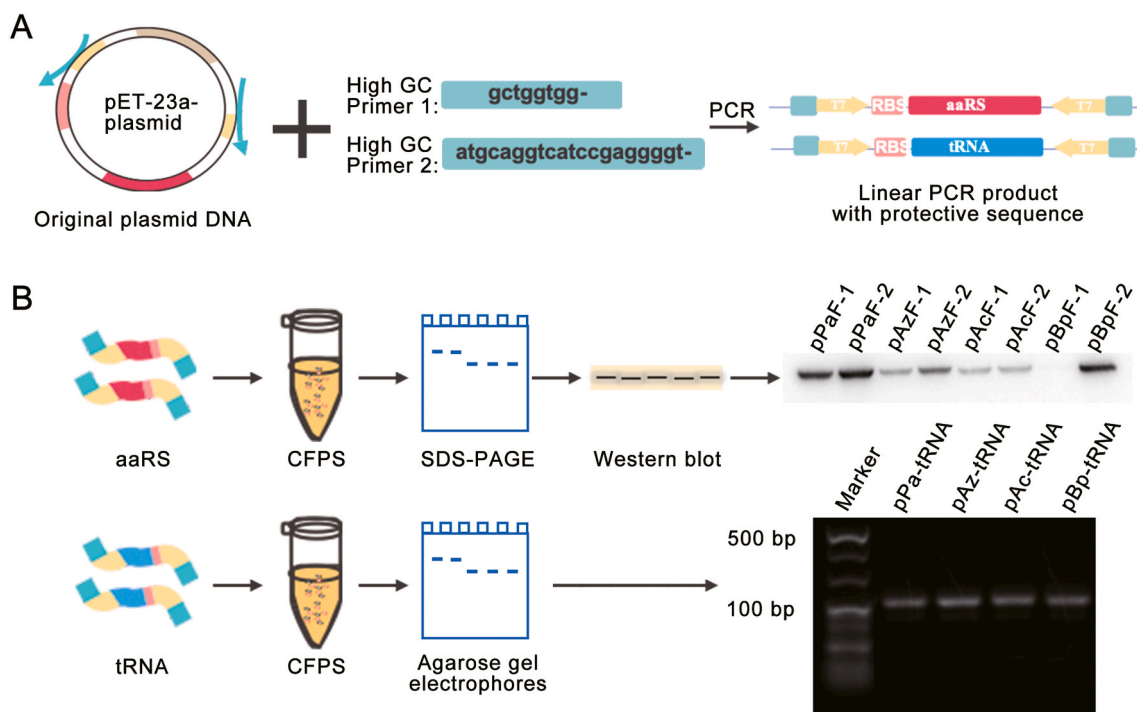 A
pET-23a-
plasmid
Original plasmid DNA
High GC
Primer 1:
gctggtgg-
High GC
Primer 2:
atgcaggtcatccgaggggt-
PCR
T7 RBS aaRS T7
T7 RBS tRNA T7
Linear PCR product
with protective sequence
B
aaRS
CFPS
SDS-PAGE
Western blot
pPaF-1
pPaF-2
pAzF-1
pAzF-2
pAcF-1
pAcF-2
pBpF-1
pBpF-2
tRNA
CFPS
Agarose gel
electrophores
Marker
pPa-tRNA
pAz-tRNA
pAc-tRNA
pBp-tRNA
500 bp
100 bp